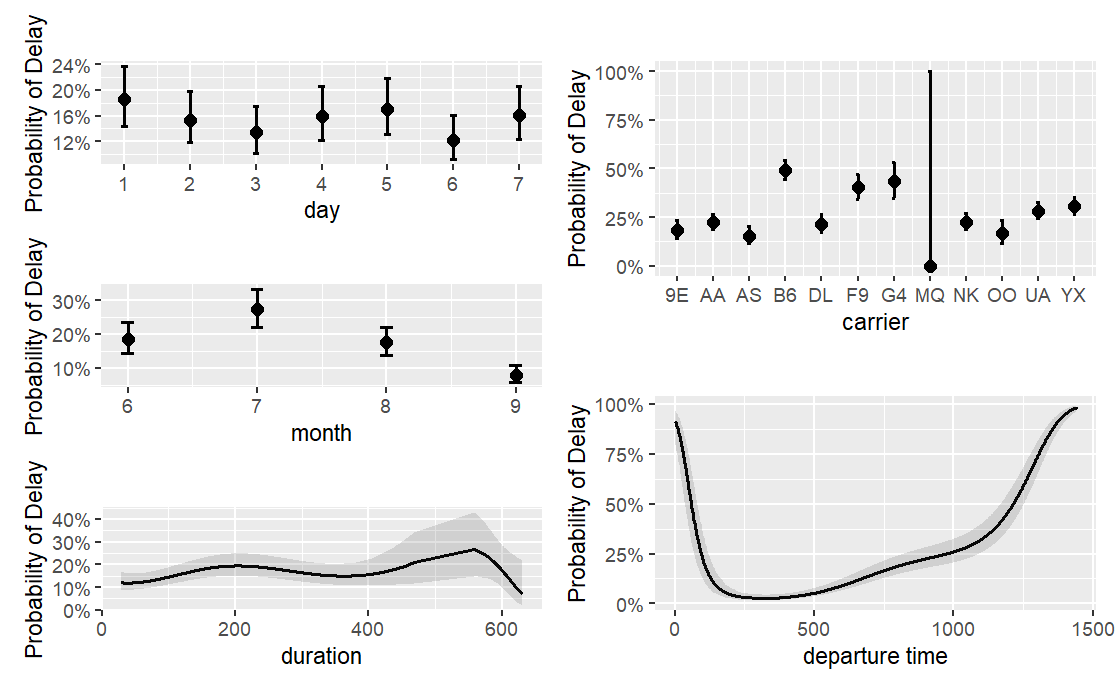 Probability of Delay
24%
20%
16%
12%
1 2 3 4 5 6 7
day
Probability of Delay
30%
20%
10%
6 7 8 9
month
Probability of Delay
40%
30%
20%
10%
0%
0 200 400 600
duration
Probability of Delay
100%
75%
50%
25%
0%
9E AA AS B6 DL F9 G4 MQ NK OO UA YX
carrier
Probability of Delay
100%
75%
50%
25%
0%
0 500 1000 1500
departure time